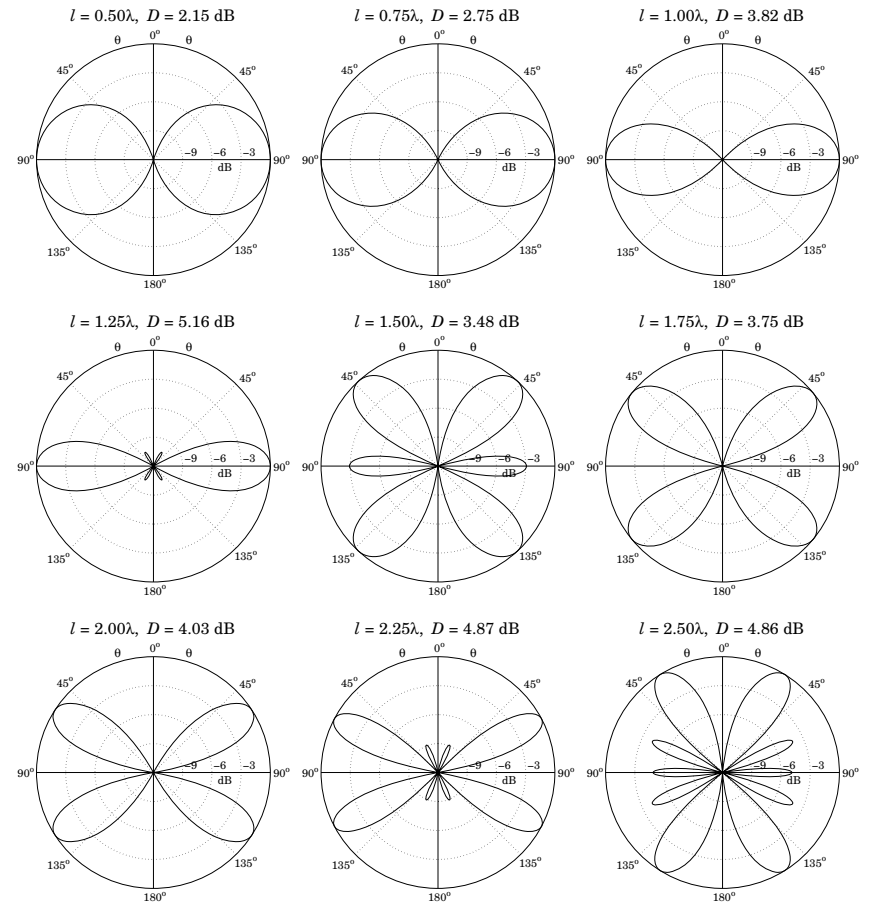 l = 0.50λ, D = 2.15 dB
l = 0.75λ, D = 2.75 dB
l = 1.00λ, D = 3.82 dB
θ 0° θ
θ 0° θ
θ 0° θ
45° 45°
45° 45°
45° 45°
90° −9 −6 −3 90°
90° −9 −6 −3 90°
90° −9 −6 −3 90°
dB
dB
dB
135° 135°
135° 135°
135° 135°
180°
180°
180°
l = 1.25λ, D = 5.16 dB
l = 1.50λ, D = 3.48 dB
l = 1.75λ, D = 3.75 dB
θ 0° θ
θ 0° θ
θ 0° θ
45° 45°
45° 45°
45° 45°
90° −9 −6 −3 90°
90° −9 −6 −3 90°
90° −9 −6 −3 90°
dB
dB
dB
135° 135°
135° 135°
135° 135°
180°
180°
180°
l = 2.00λ, D = 4.03 dB
l = 2.25λ, D = 4.87 dB
l = 2.50λ, D = 4.86 dB
θ 0° θ
θ 0° θ
θ 0° θ
45° 45°
45° 45°
45° 45°
90° −9 −6 −3 90°
90° −9 −6 −3 90°
90° −9 −6 −3 90°
dB
dB
dB
135° 135°
135° 135°
135° 135°
180°
180°
180°